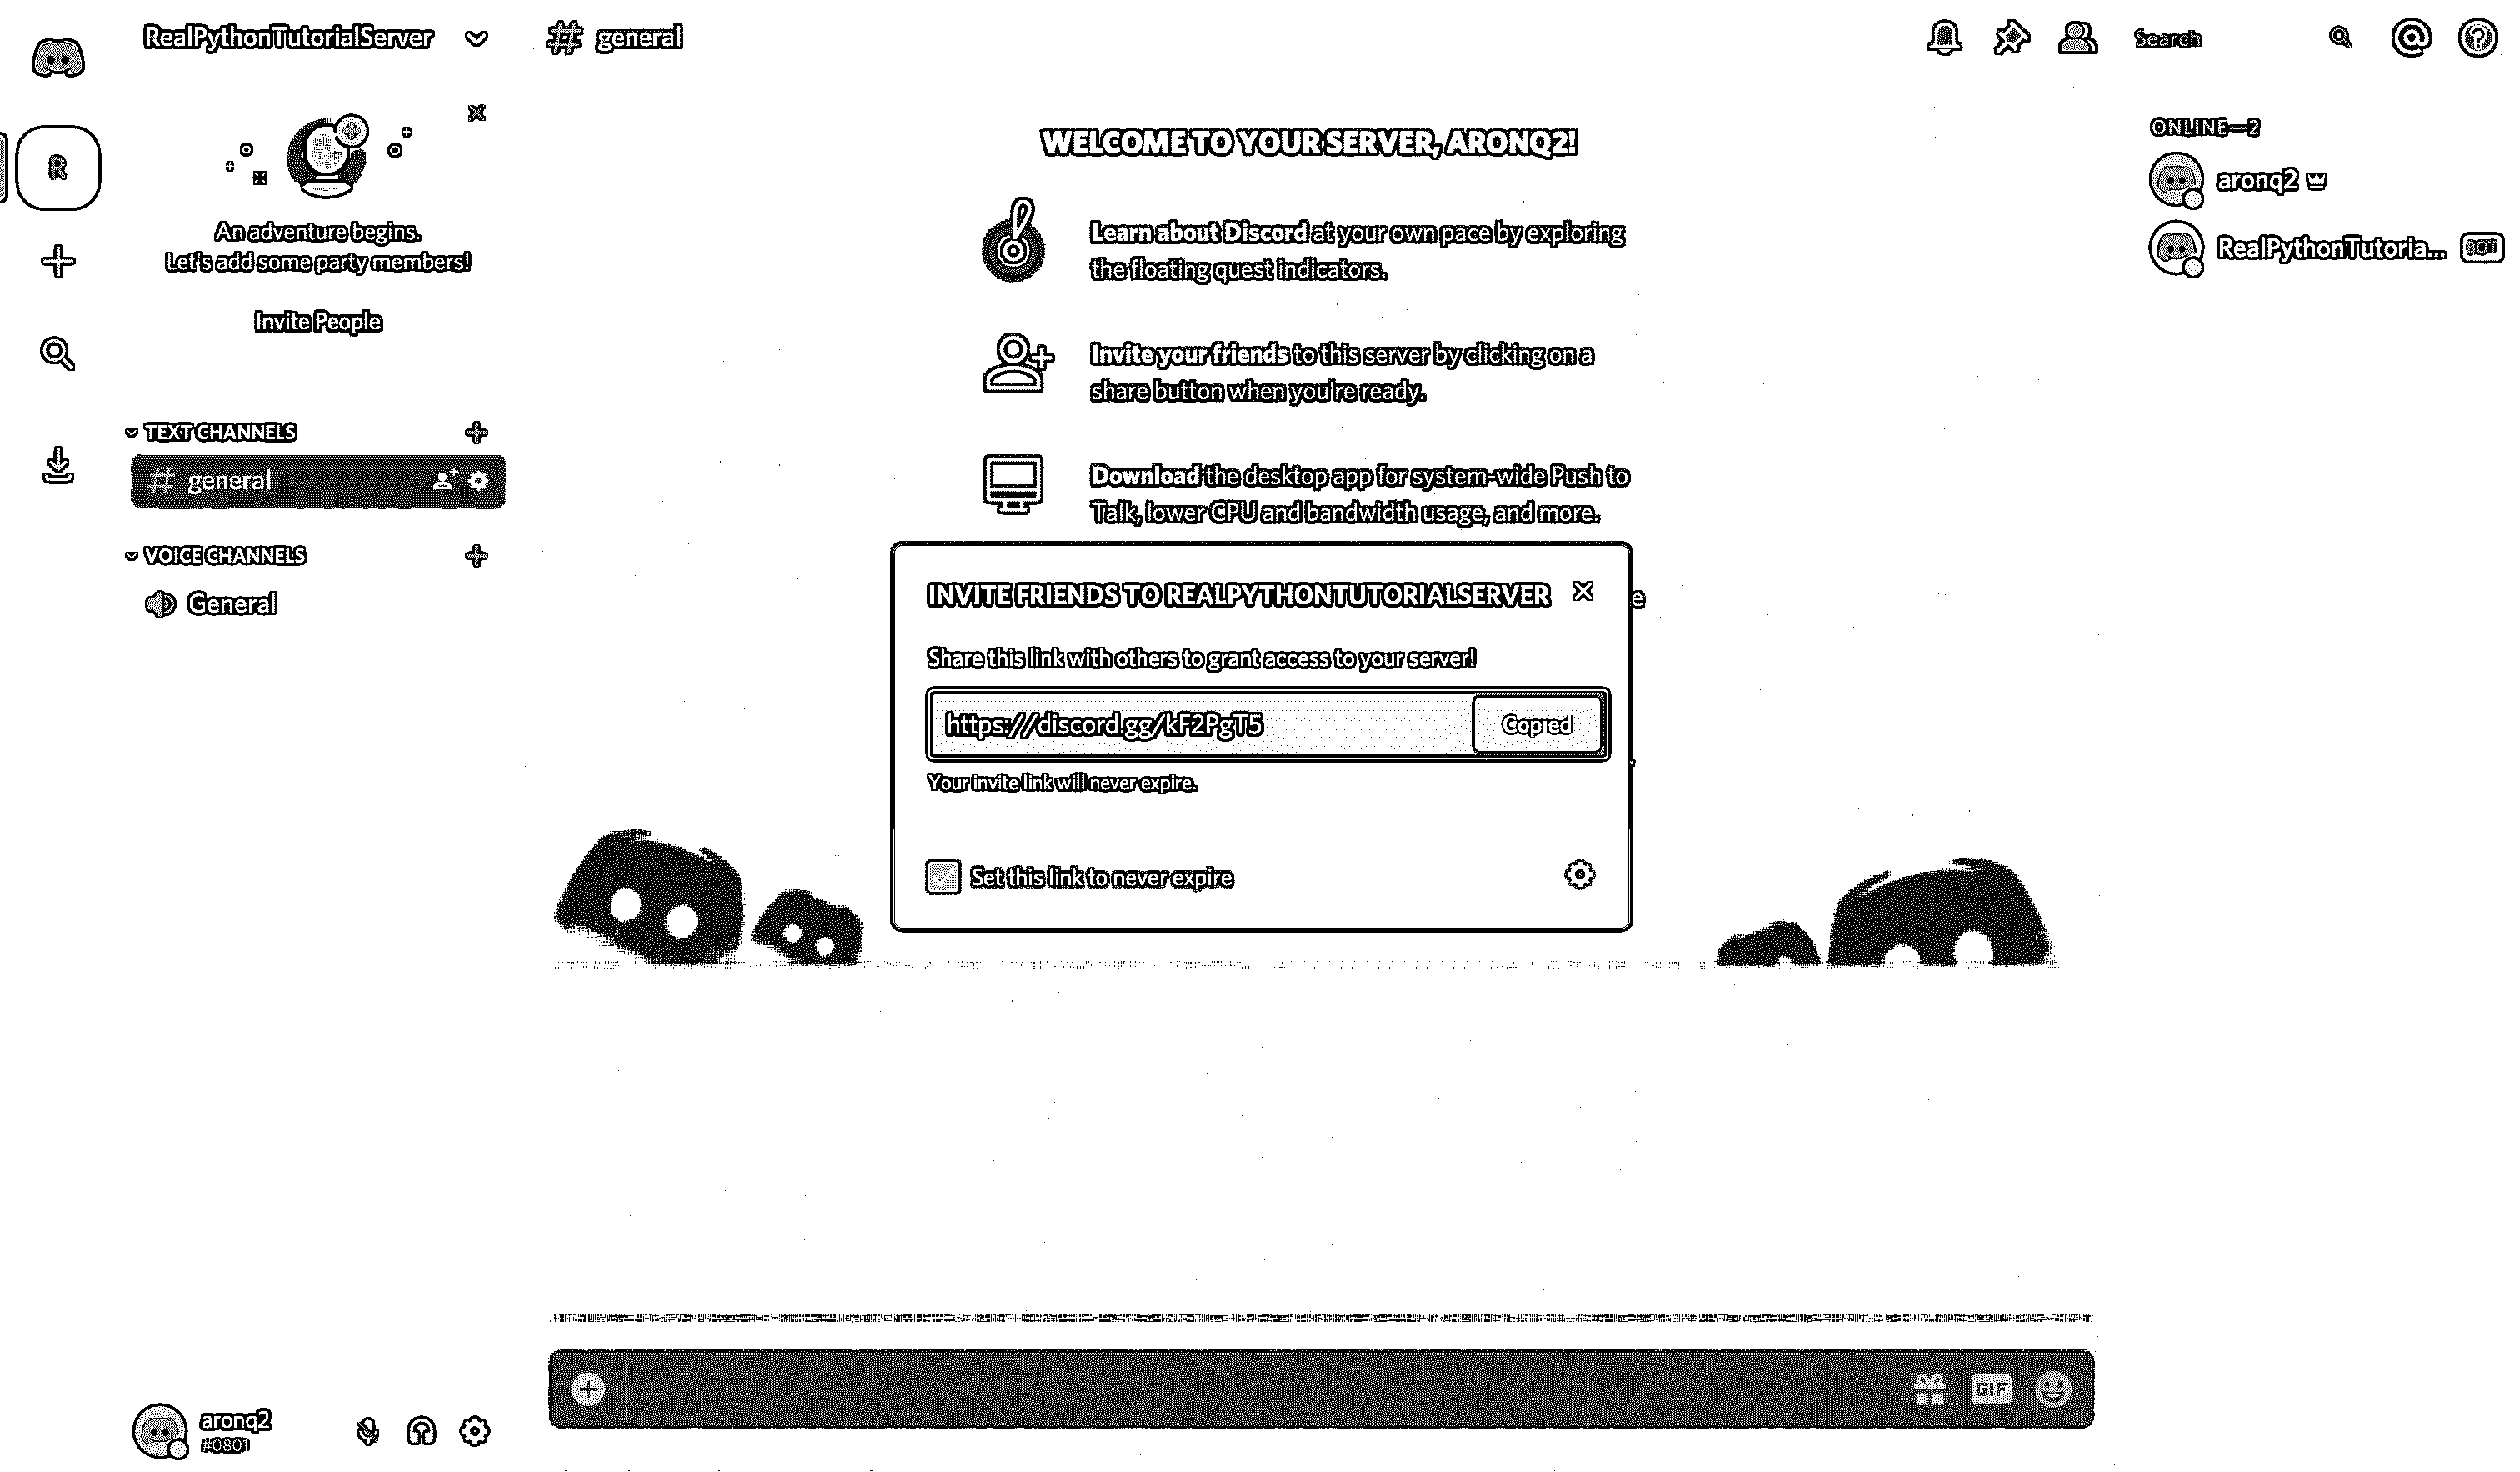 RealPythonTutorialServer
general
Search
R
An adventure begins.
Let's add some party members!
Invite People
TEXT CHANNELS
general
VOICE CHANNELS
General
WELCOME TO YOUR SERVER, ARONQ2!
Learn about Discord at your own pace by exploring
the floating quest indicators.
Invite your friends to this server by clicking on a
share button when you're ready.
Download the desktop app for system-wide Push to
Talk, lower CPU and bandwidth usage, and more.
e
INVITE FRIENDS TO REALPYTHONTUTORIALSERVER
Share this link with others to grant access to your server!
https://discord.gg/kF2PgT5
Copied
Your invite link will never expire.
Set this link to never expire
ONLINE—2
aronq2
RealPythonTutoria... BOT
GIF
aronq2
#0801